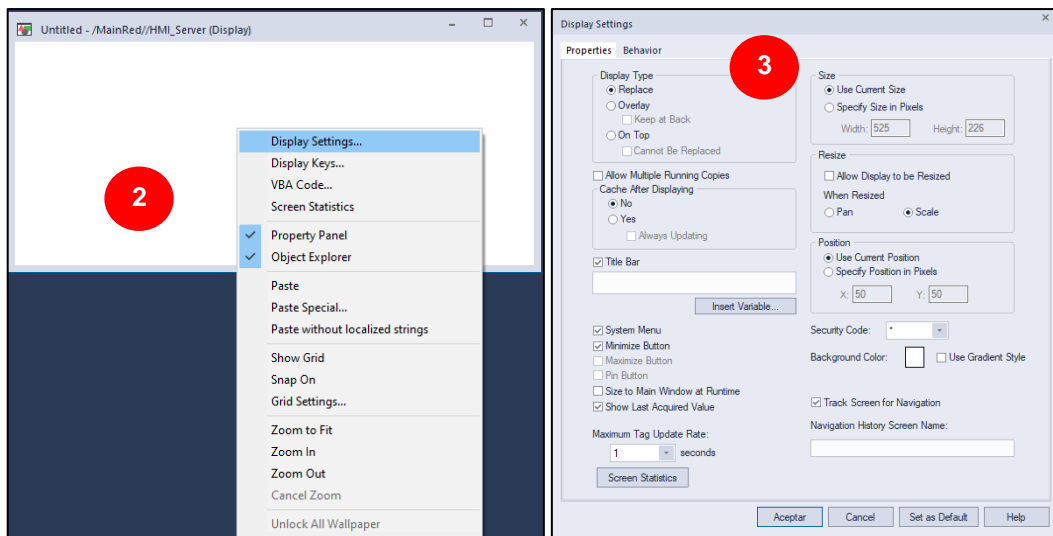 Untitled - /MainRed//HMI_Server (Display)
2
Display Settings...
Display Keys...
VBA Code...
Screen Statistics
Property Panel
Object Explorer
Paste
Paste Special...
Paste without localized strings
Show Grid
Snap On
Grid Settings...
Zoom to Fit
Zoom In
Zoom Out
Cancel Zoom
Unlock All Wallpaper
Display Settings
Properties Behavior
3
Display Type
Replace
Overlay
Keep at Back
On Top
Cannot Be Replaced
Allow Multiple Running Copies
Cache After Displaying
No
Yes
Always Updating
Title Bar
Insert Variable...
System Menu
Minimize Button
Maximize Button
Pin Button
Size to Main Window at Runtime
Show Last Acquired Value
Maximum Tag Update Rate:
1 seconds
Screen Statistics
Size
Use Current Size
Specify Size in Pixels
Width: 525 Height: 226
Resize
Allow Display to be Resized
When Resized
Pan Scale
Position
Use Current Position
Specify Position in Pixels
X: 50 Y: 50
Security Code: *
Background Color: Use Gradient Style
Track Screen for Navigation
Navigation History Screen Name:
Aceptar Cancel Set as Default Help